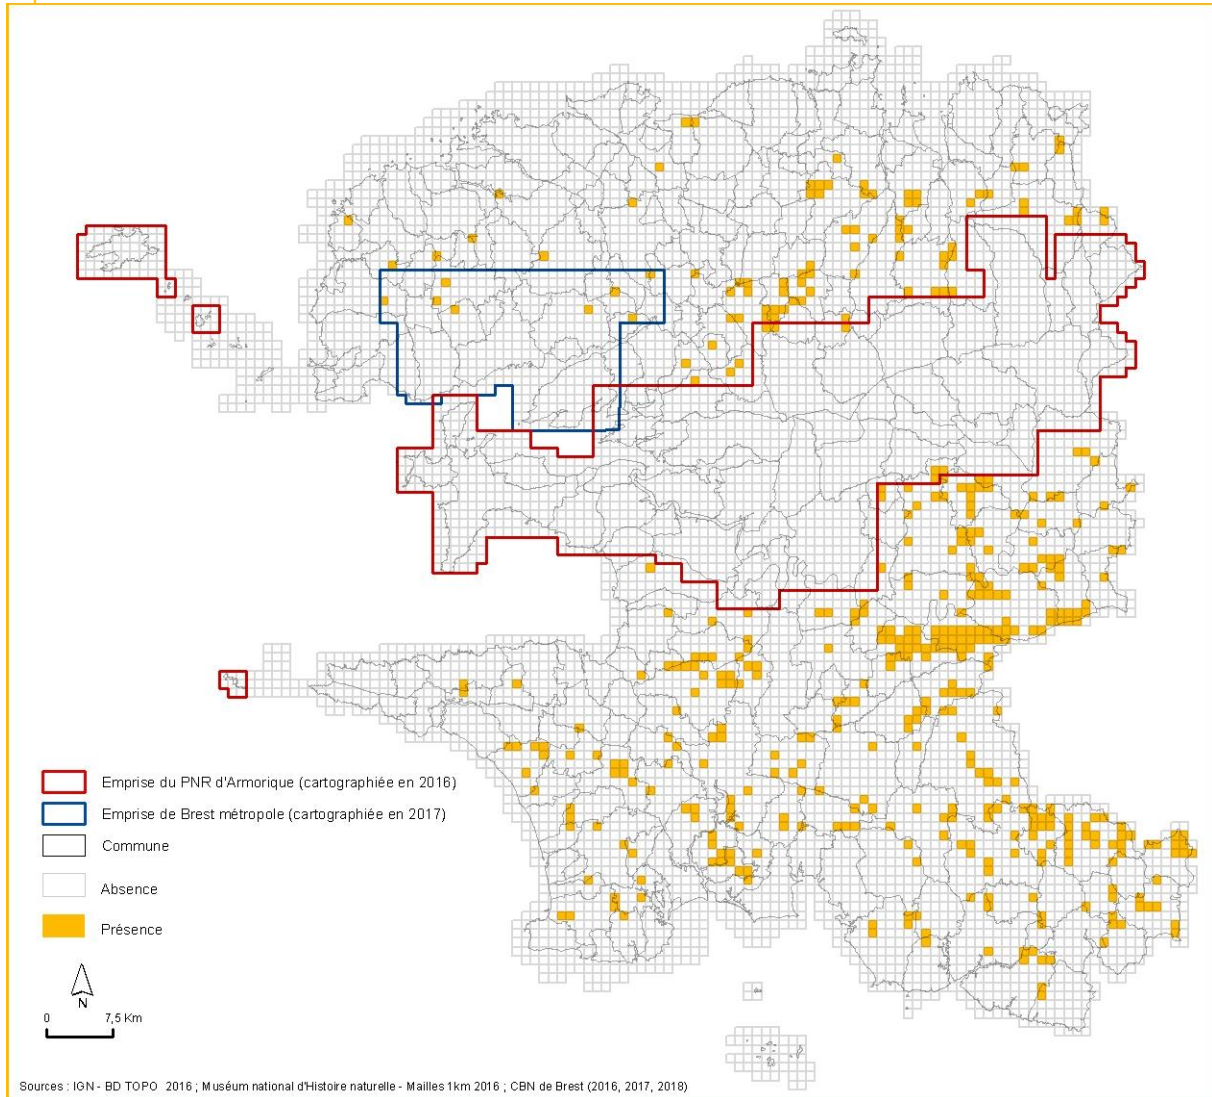 Emprise du PNR d'Armorique (cartographiée en 2016)
Emprise de Brest métropole (cartographiée en 2017)
Commune
Absence
Présence
N
0 7,5 Km
Sources : IGN - BD TOPO 2016 ; Muséum national d'Histoire naturelle - Mailles 1km 2016 ; CBN de Brest (2016, 2017, 2018)